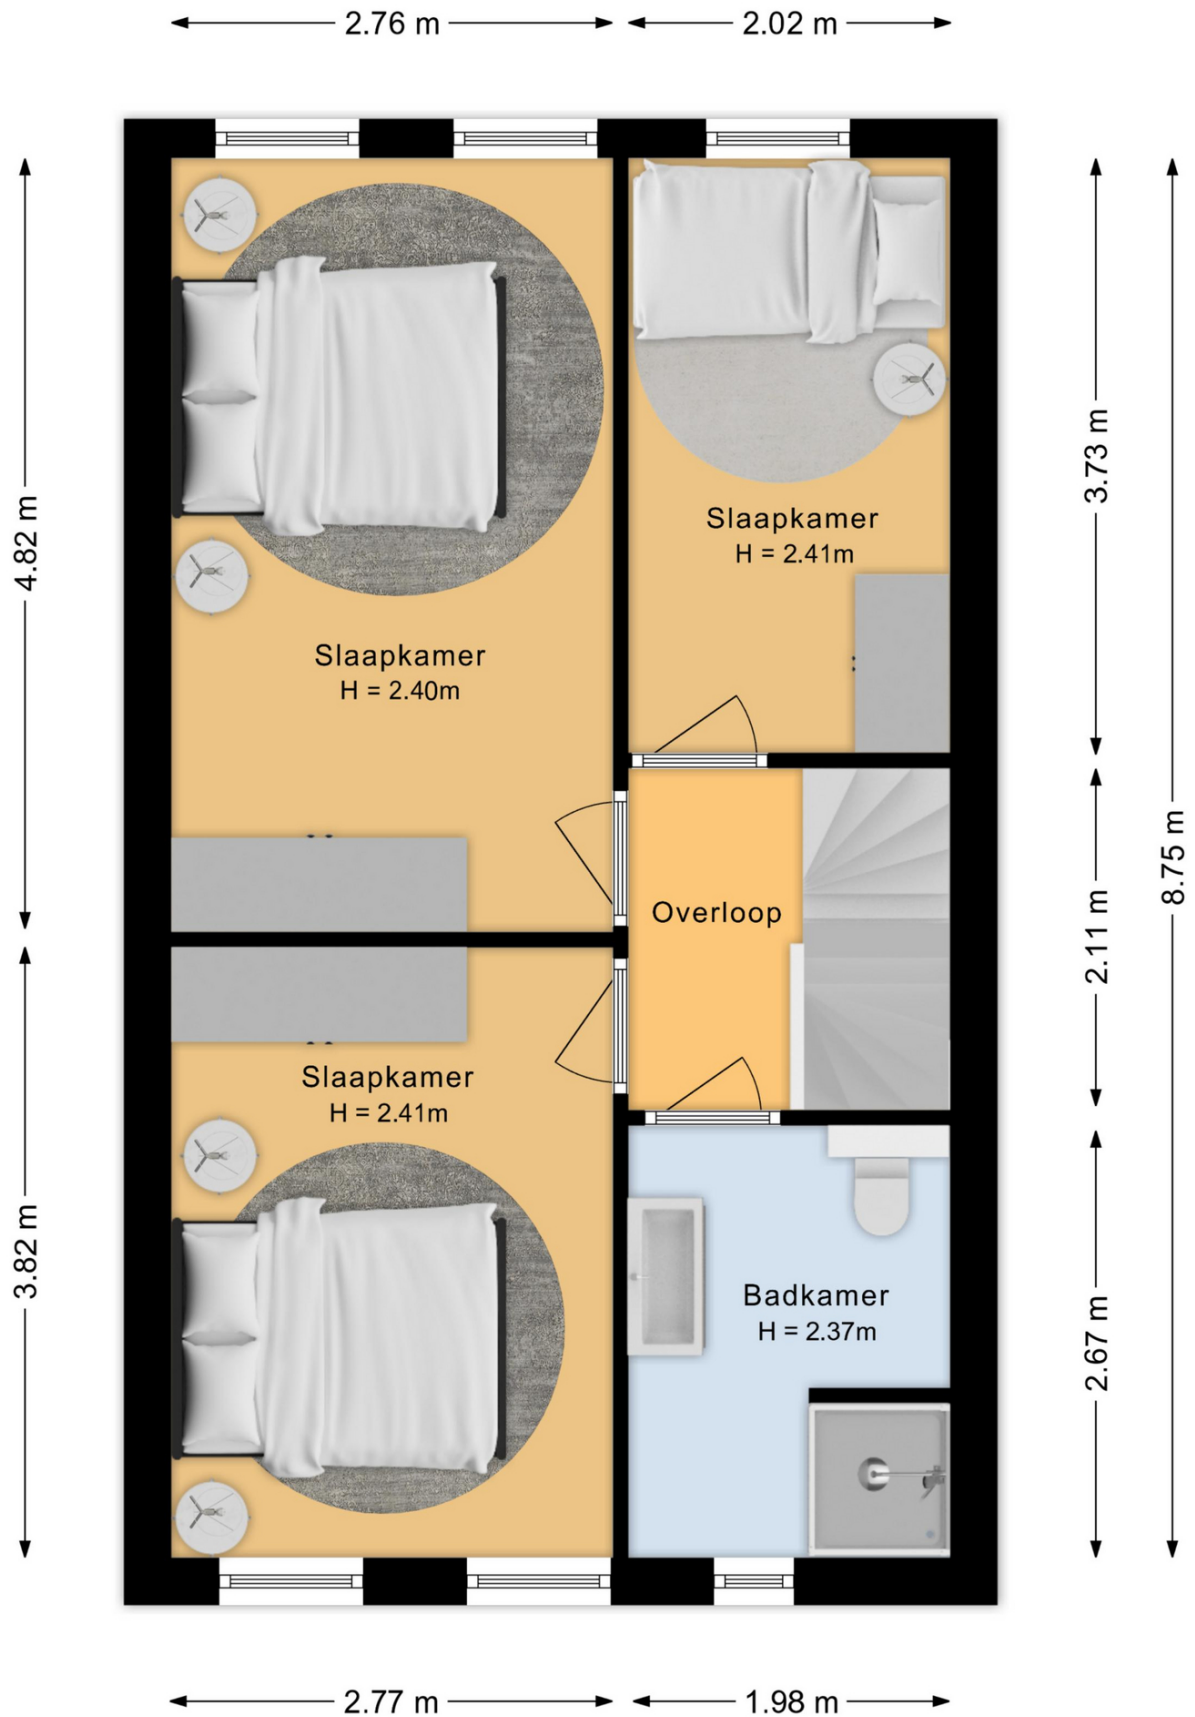 2.76 m
2.02 m
4.82 m
3.73 m
Slaapkamer
H = 2.41m
Slaapkamer
H = 2.40m
8.75 m
Overloop
2.11 m
Slaapkamer
H = 2.41m
3.82 m
Badkamer
H = 2.37m
2.67 m
2.77 m
1.98 m